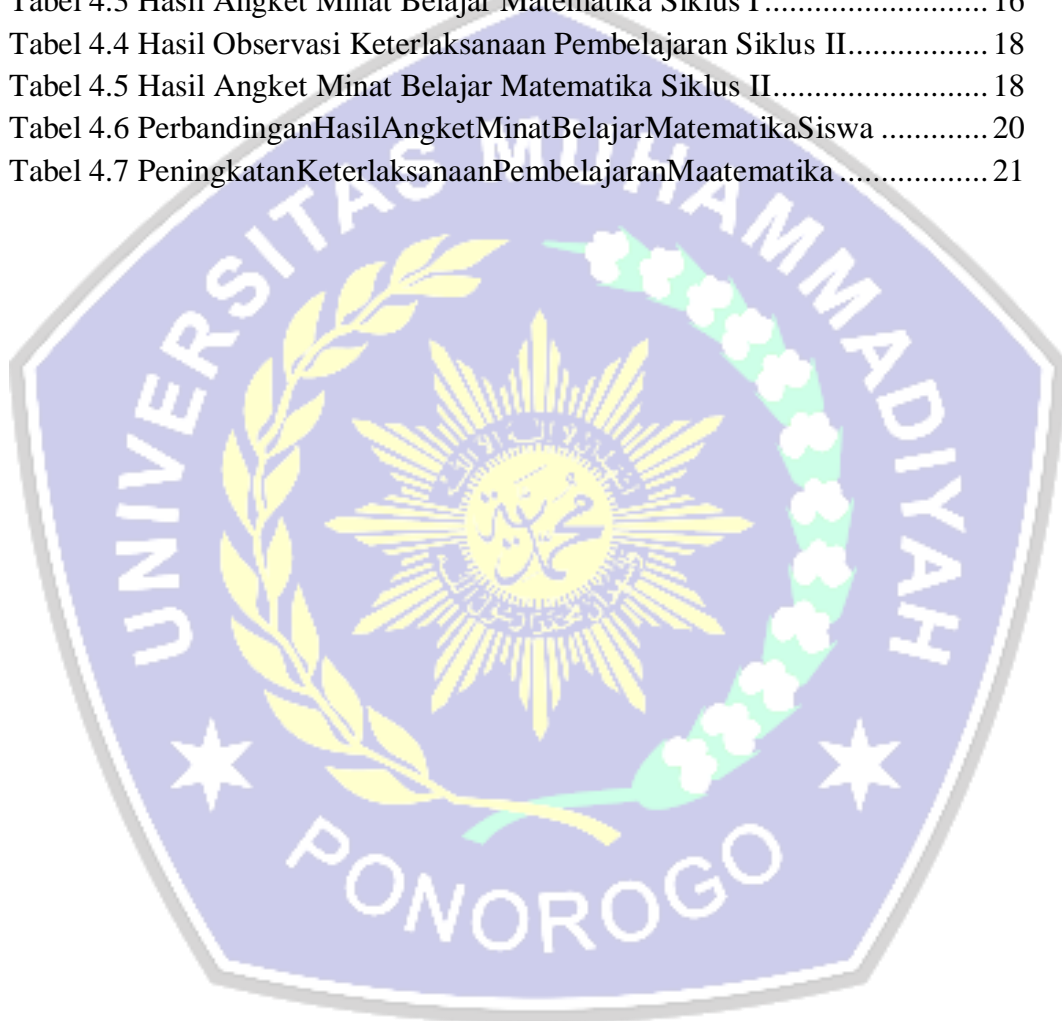 Tabel 4.3 Hasil Angket Minat Belajar Matematika Siklus I............................ 16
Tabel 4.4 Hasil Observasi Keterlaksanaan Pembelajaran Siklus II................. 18
Tabel 4.5 Hasil Angket Minat Belajar Matematika Siklus II.......................... 18
Tabel 4.6 PerbandinganHasilAngketMinatBelajarMatematikaSiswa ............. 20
Tabel 4.7 PeningkatanKeterlaksanaanPembelajaranMaatematika ................. 21
UNIVERSITAS MUHAMMADIYAH
PONOROGO